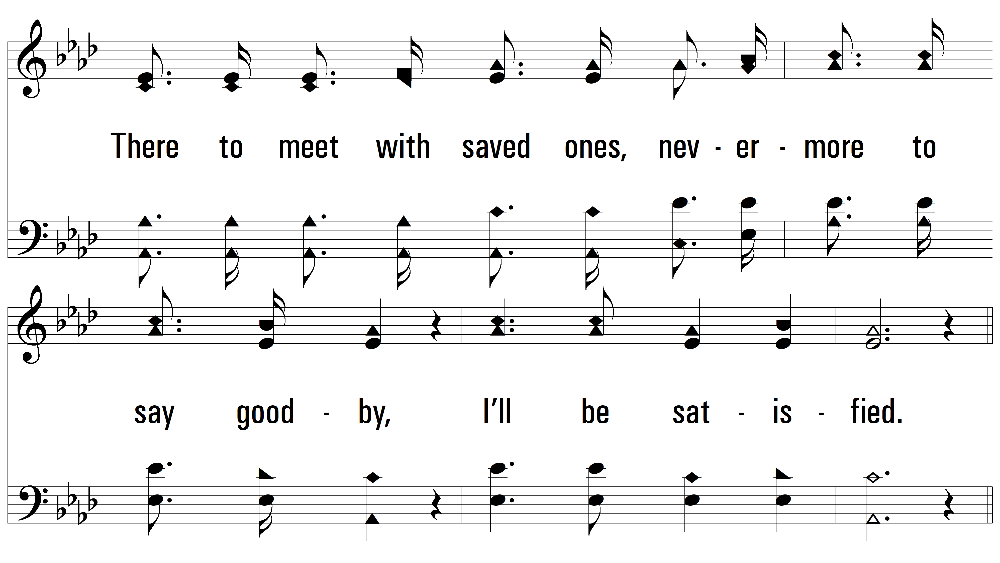 There to meet with saved ones, nev - er - more to
say good - by, I’ll be sat - is - fied.